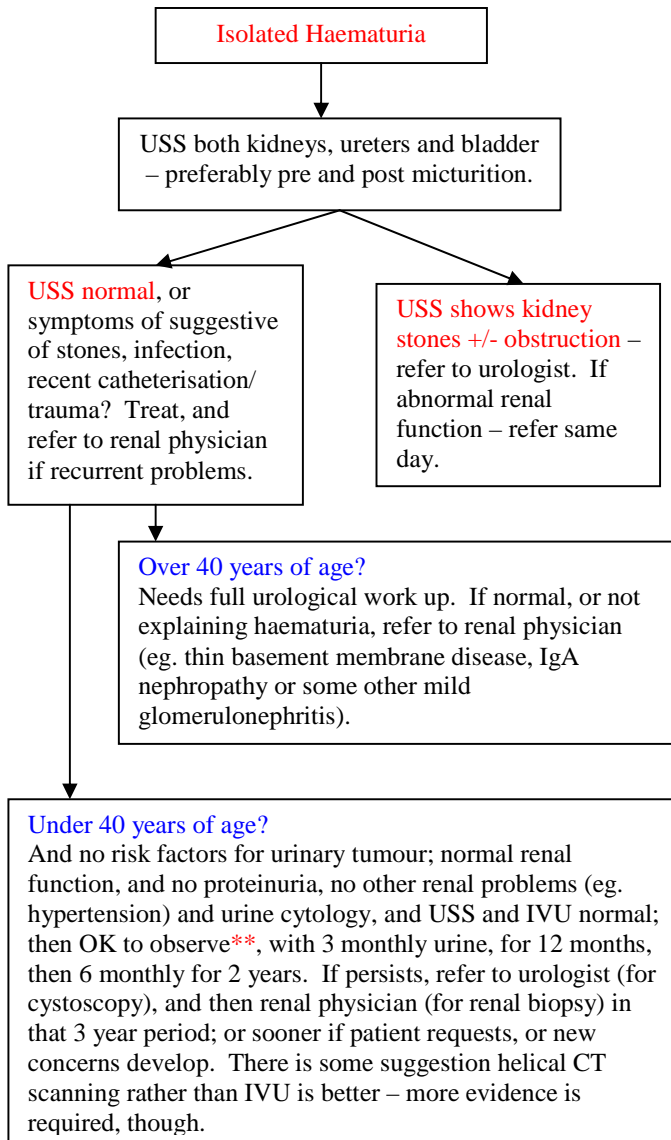 Isolated Haematuria
USS both kidneys, ureters and bladder
– preferably pre and post micturition.
USS normal, or
symptoms of suggestive
of stones, infection,
recent catheterisation/
trauma? Treat, and
refer to renal physician
if recurrent problems.
USS shows kidney
stones +/- obstruction –
refer to urologist. If
abnormal renal
function – refer same
day.
Over 40 years of age?
Needs full urological work up. If normal, or not
explaining haematuria, refer to renal physician
(eg. thin basement membrane disease, IgA
nephropathy or some other mild
glomerulonephritis).
Under 40 years of age?
And no risk factors for urinary tumour; normal renal
function, and no proteinuria, no other renal problems (eg.
hypertension) and urine cytology, and USS and IVU normal;
then OK to observe**, with 3 monthly urine, for 12 months,
then 6 monthly for 2 years. If persists, refer to urologist (for
cystoscopy), and then renal physician (for renal biopsy) in
that 3 year period; or sooner if patient requests, or new
concerns develop. There is some suggestion helical CT
scanning rather than IVU is better – more evidence is
required, though.